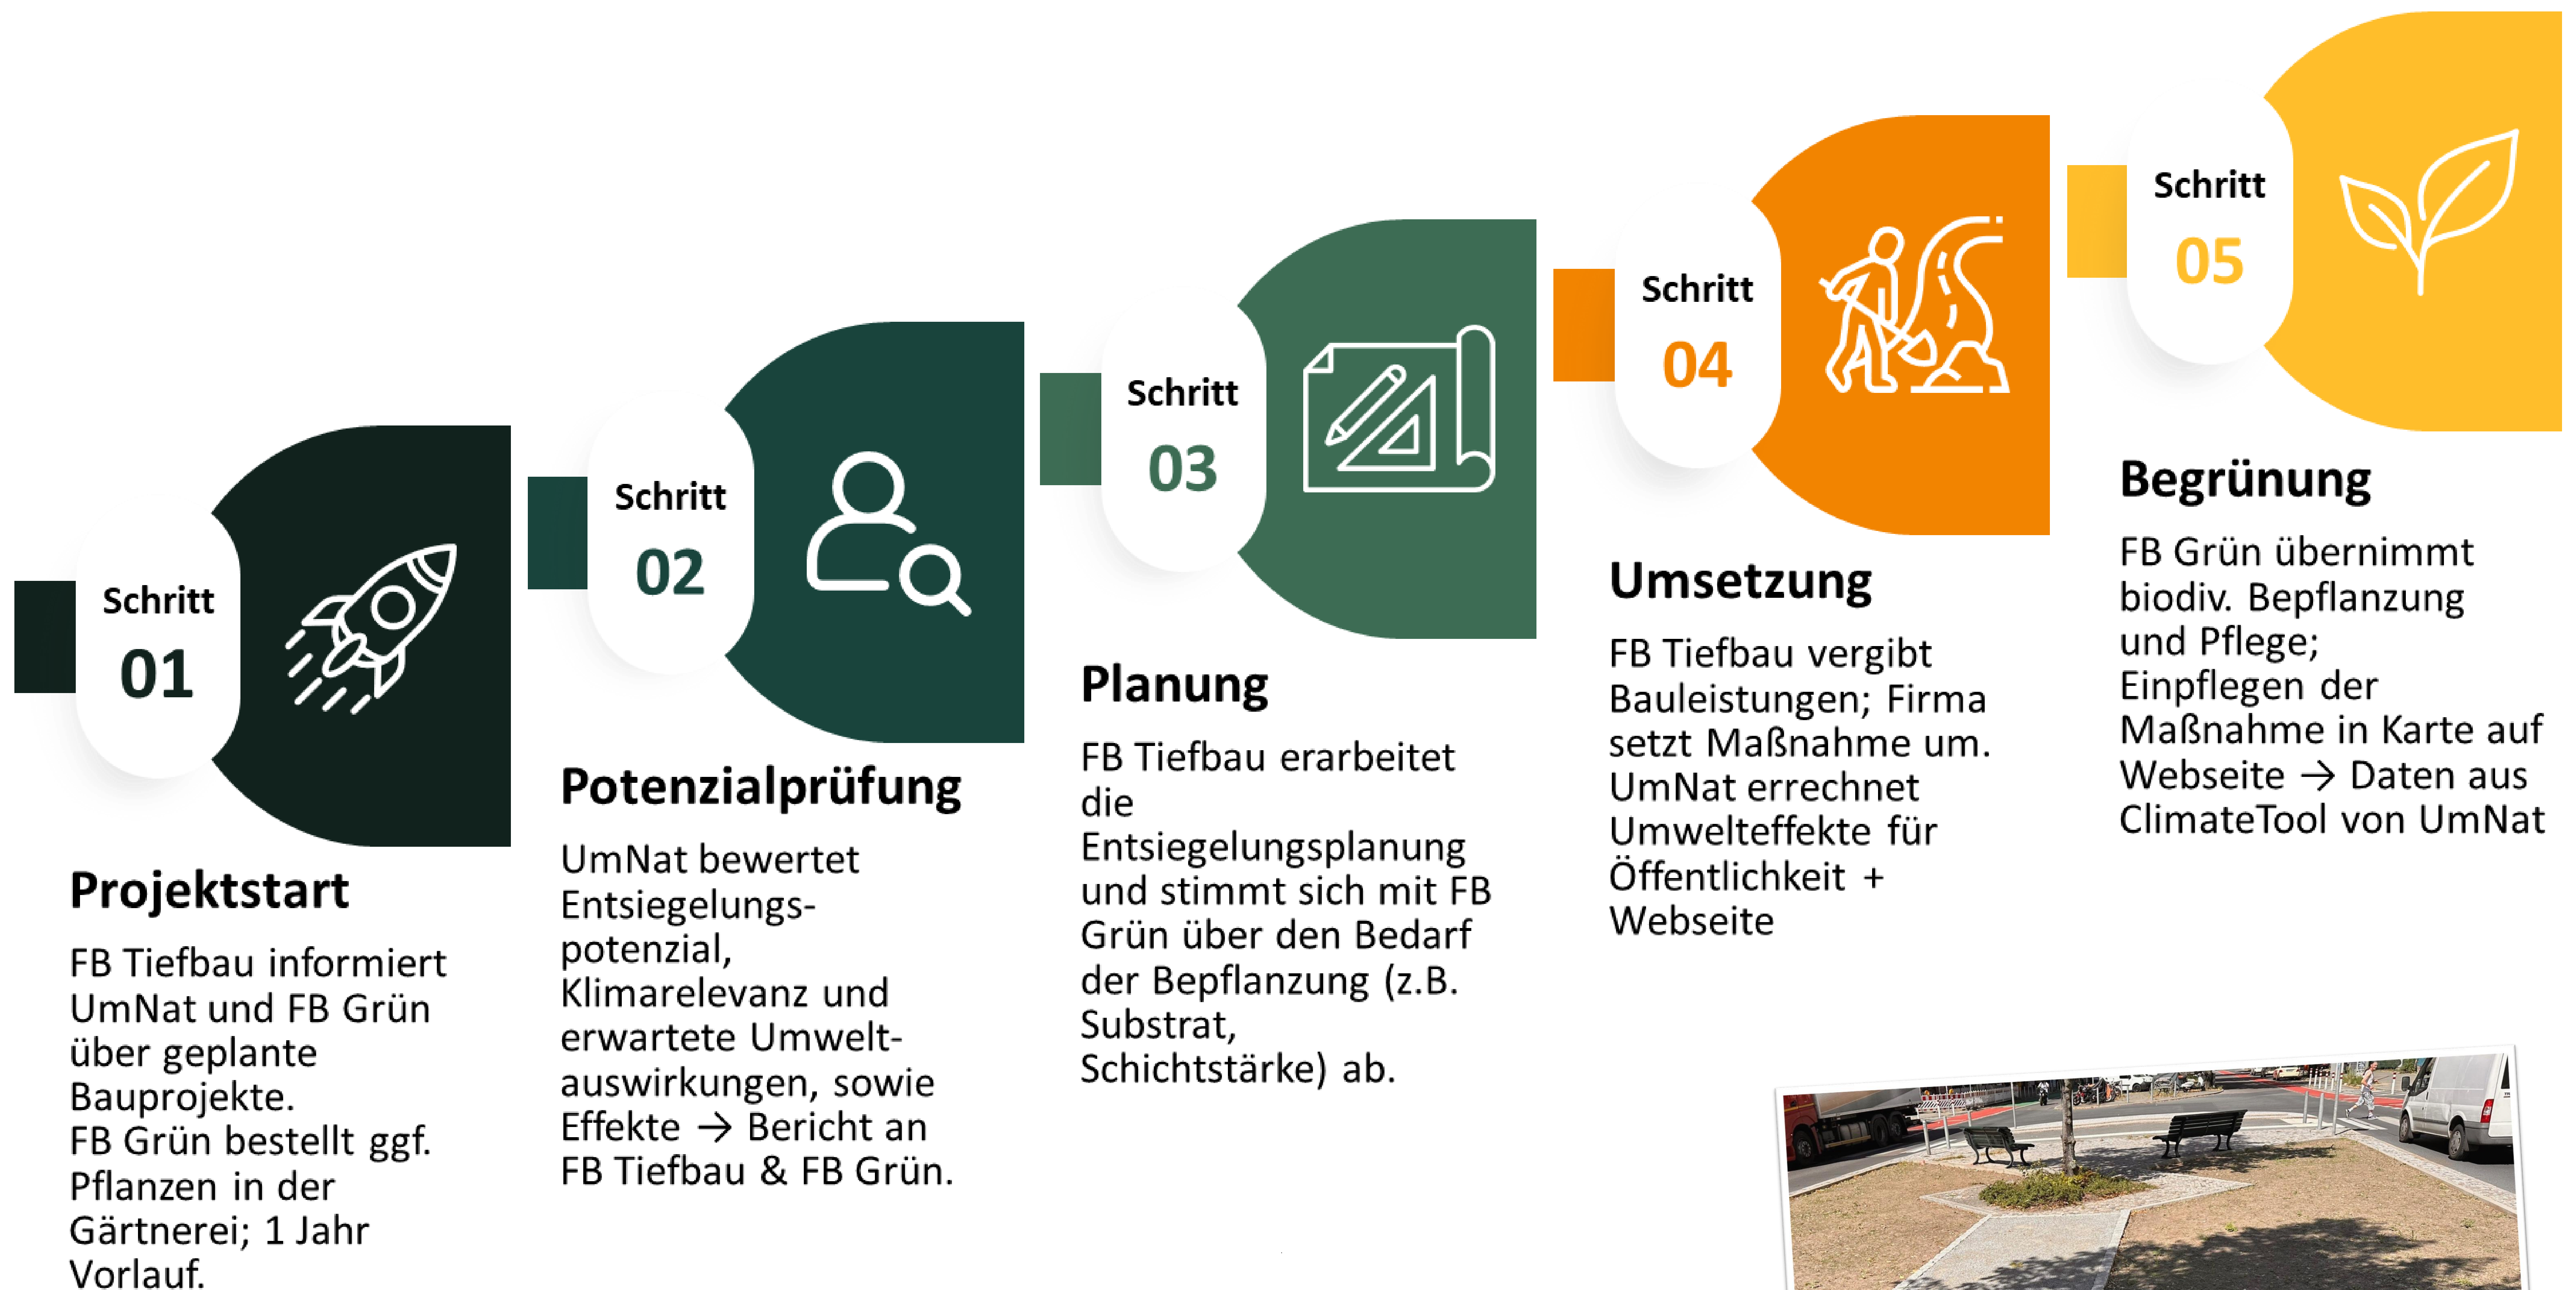 Schritt
01
Projektstart
FB Tiefbau informiert
UmNat und FB Grün
über geplante
Bauprojekte.
FB Grün bestellt ggf.
Pflanzen in der
Gärtnerei; 1 Jahr
Vorlauf.
Schritt
02
Potenzialprüfung
UmNat bewertet
Entsiegelungs-
potenzial,
Klimarelevanz und
erwartete Umwelt-
auswirkungen, sowie
Effekte → Bericht an
FB Tiefbau & FB Grün.
Schritt
03
Planung
FB Tiefbau erarbeitet
die
Entsiegelungsplanung
und stimmt sich mit FB
Grün über den Bedarf
der Bepflanzung (z.B.
Substrat,
Schichtstärke) ab.
Schritt
04
Umsetzung
FB Tiefbau vergibt
Bauleistungen; Firma
setzt Maßnahme um.
UmNat errechnet
Umwelteffekte für
Öffentlichkeit +
Webseite
Schritt
05
Begrünung
FB Grün übernimmt
biodiv. Bepflanzung
und Pflege;
Einpflegen der
Maßnahme in Karte auf
Webseite → Daten aus
ClimateTool von UmNat